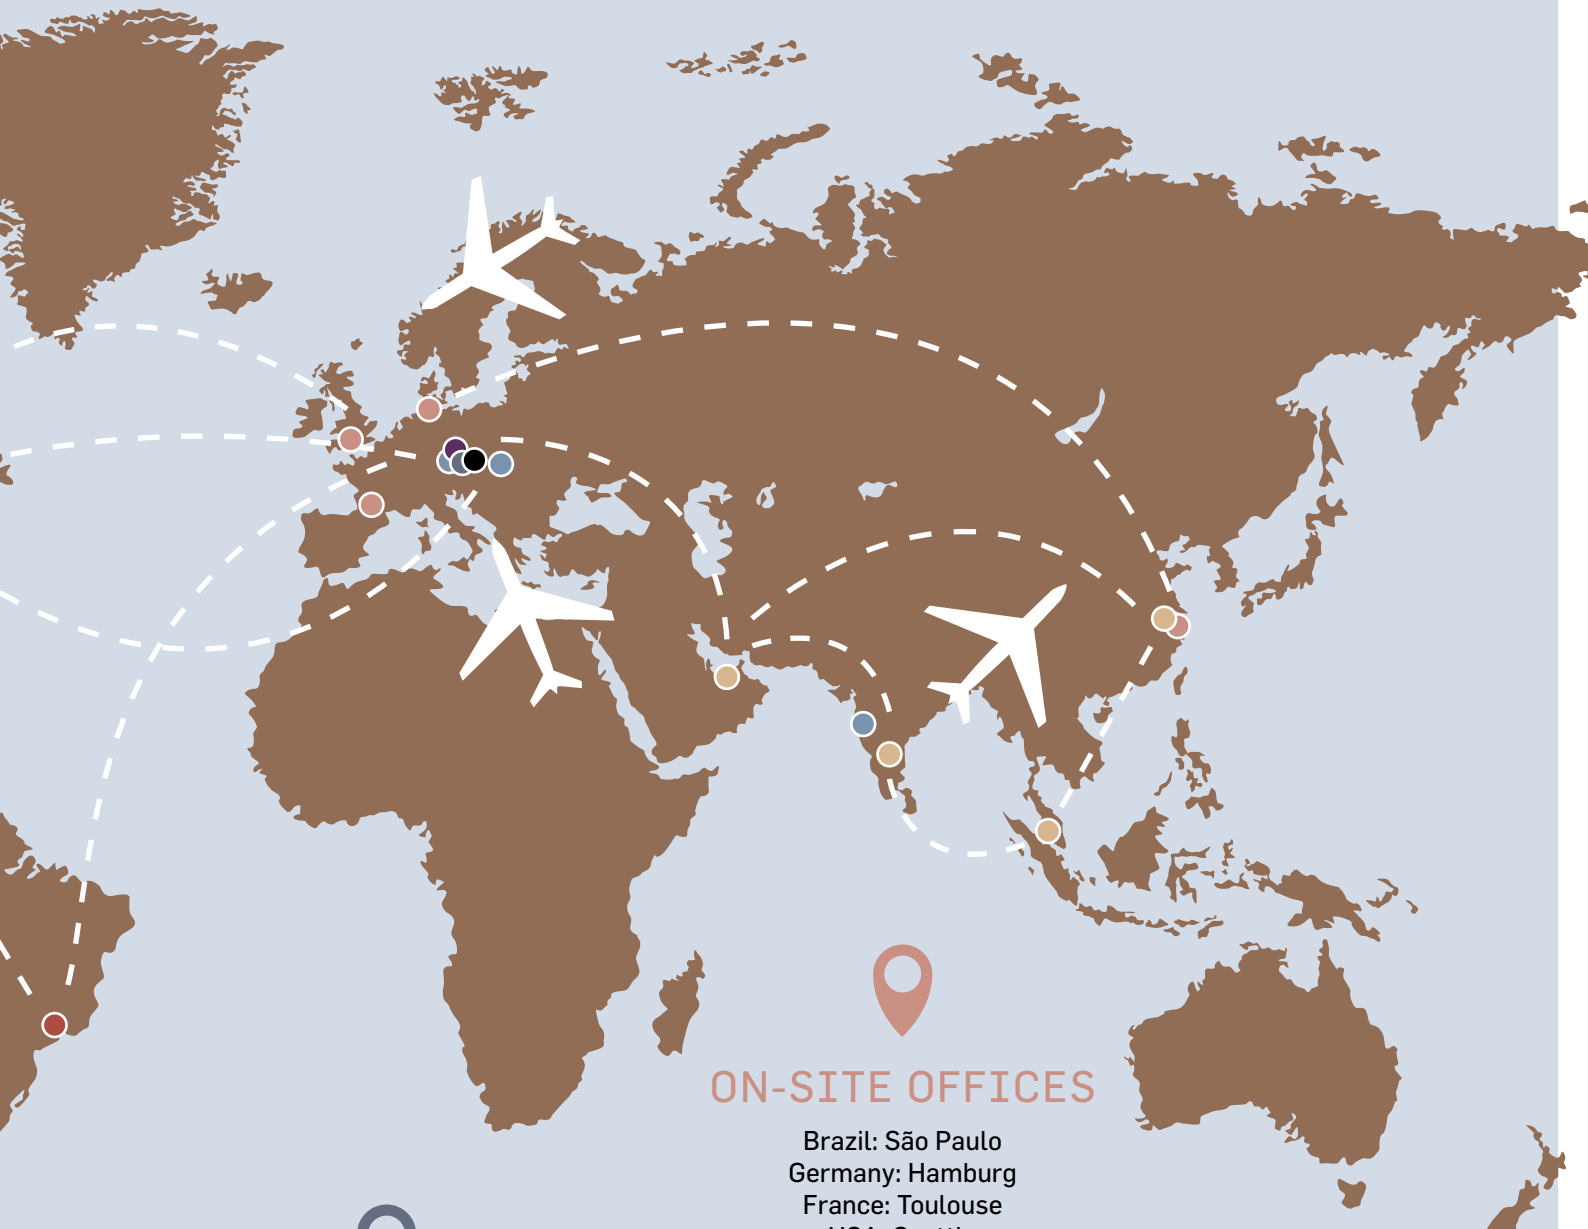 ON-SITE OFFICES
Brazil: São Paulo
Germany: Hamburg
France: Toulouse